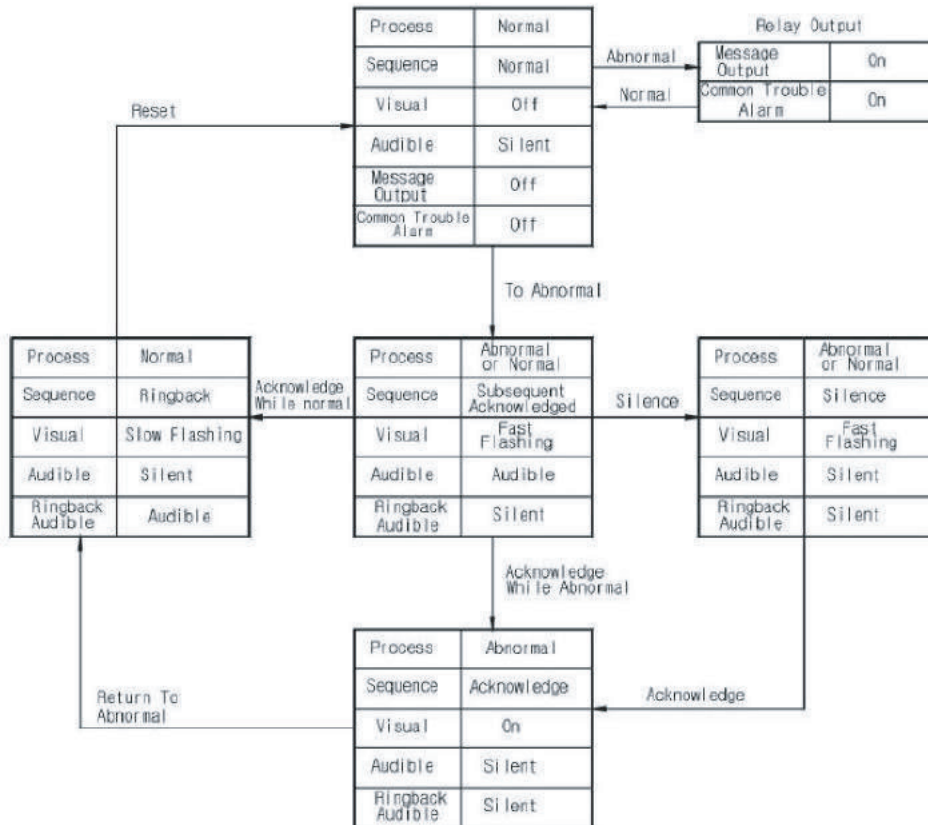 Process Normal
Sequence Normal
Visual Off
Audible Silent
Message
Output
Off
Common Trouble
Alarm
Off
Abnormal
Normal
Relay Output
Message
Output
On
Common Trouble
Alarm
On
Reset
To Abnormal
Process Normal
Sequence Ringback
Visual Slow Flashing
Audible Silent
Ringback
Audible
Audible
Acknowledge
While normal
Process
Abnormal
or Normal
Sequence
Subsequent
Acknowledged
Visual
Fast
Flashing
Audible Audible
Ringback
Audible
Silent
Silence
Process
Abnormal
or Normal
Sequence Silence
Visual
Fast
Flashing
Audible Silent
Ringback
Audible
Silent
Acknowledge
While Abnormal
Return To
Abnormal
Process Abnormal
Sequence Acknowledge
Visual On
Audible Silent
Ringback
Audible
Silent
Acknowledge